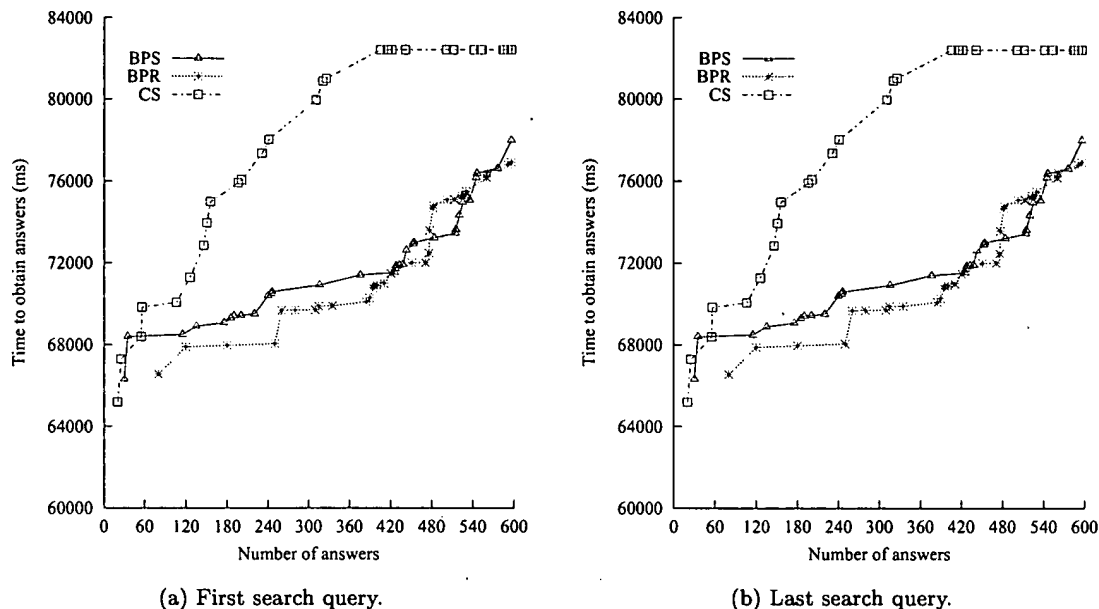 84000
80000
76000
72000
68000
64000
60000
Time to obtain answers (ms)
BPS
BPR
CS
0 60 120 180 240 300 360 420 480 540 600
Number of answers
(a) First search query.
84000
80000
76000
72000
68000
64000
60000
Time to obtain answers (ms)
BPS
BPR
CS
0 60 120 180 240 300 360 420 480 540 600
Number of answers
(b) Last search query.